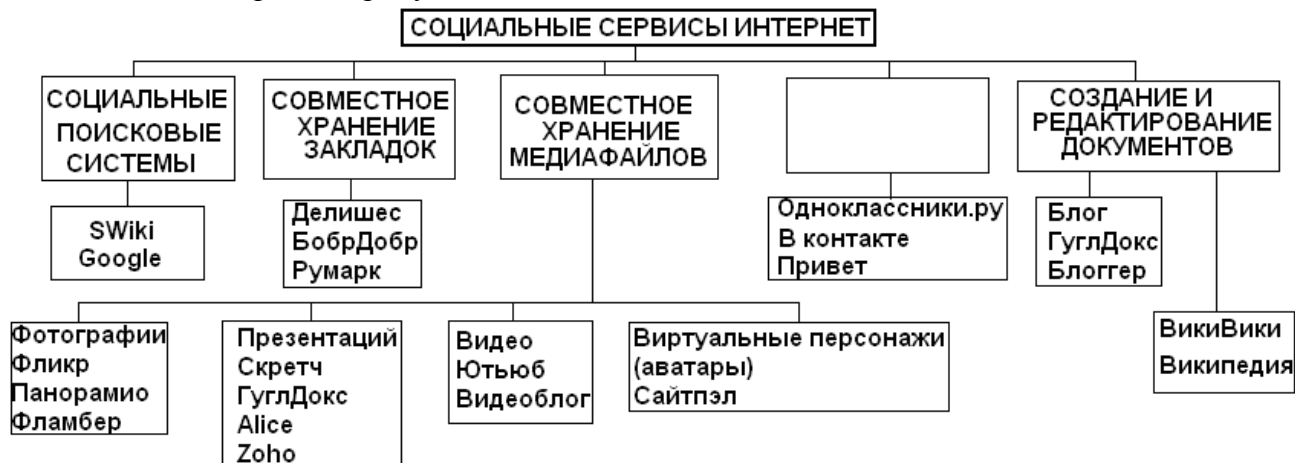 СОЦИАЛЬНЫЕ СЕРВИСЫ ИНТЕРНЕТ
СОЦИАЛЬНЫЕ
ПОИСКОВЫЕ
СИСТЕМЫ
СОВМЕСТНОЕ
ХРАНЕНИЕ
ЗАКЛАДОК
СОВМЕСТНОЕ
ХРАНЕНИЕ
МЕДИАФАЙЛОВ
СОЗДАНИЕ И
РЕДАКТИРОВАНИЕ
ДОКУМЕНТОВ
SWiki
Google
Делишес
БобрДобр
Румарк
Одноклассники.ру
В контакте
Привет
Блог
ГуглДокс
Блоггер
Фотографии
Фликр
Панорамио
Фламбер
Презентаций
Скретч
ГуглДокс
Alice
Zoho
Видео
Ютьюб
Видеоблог
Виртуальные персонажи
(аватары)
Сайтпэл
ВикиВики
Википедия